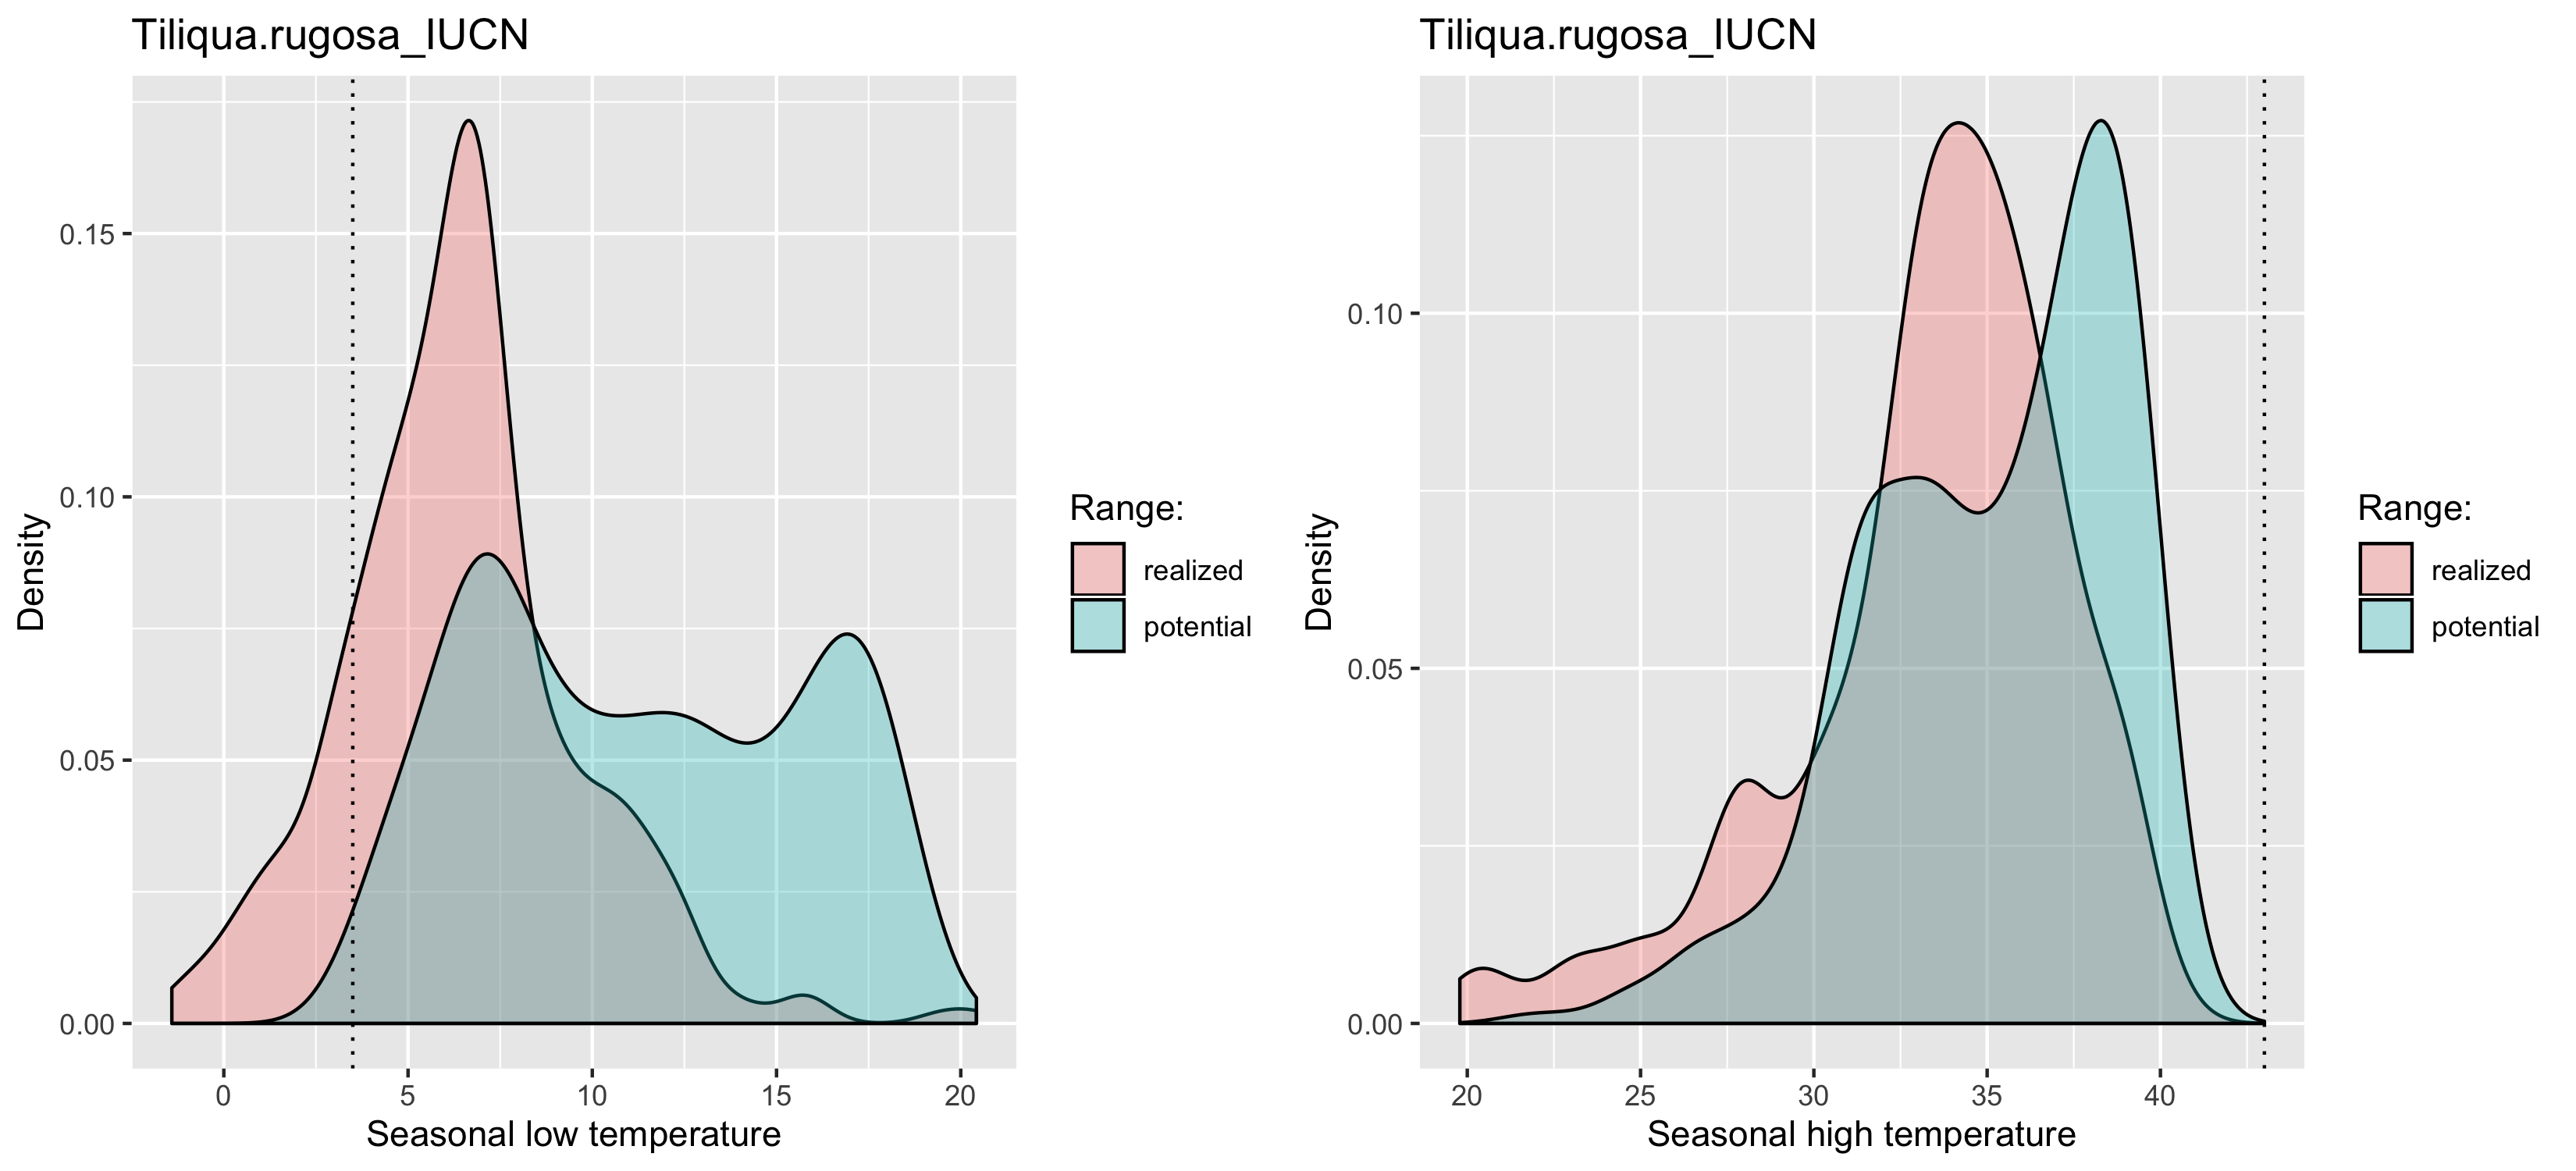 Tiliqua.rugosa_IUCN
0.15
0.10
0.05
0.00
Density
0 5 10 15 20
Seasonal low temperature
Range:
realized
potential
Tiliqua.rugosa_IUCN
0.10
0.05
0.00
Density
20 25 30 35 40
Seasonal high temperature
Range:
realized
potential